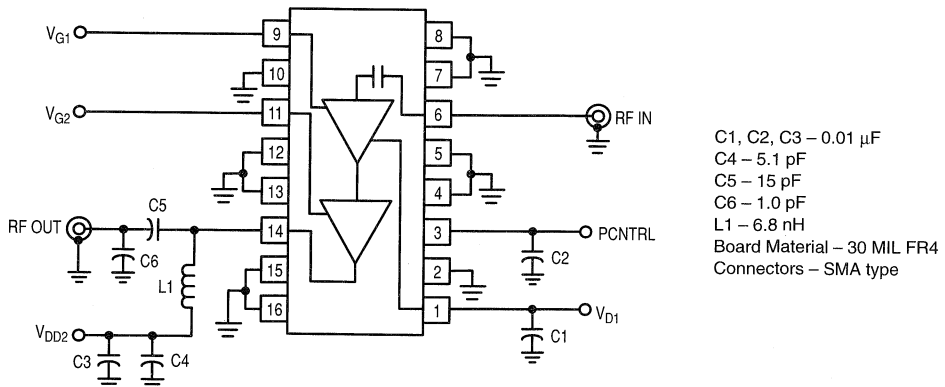 VG1
9
8
10
7
VG2
11
6
RF IN
12
5
13
4
C5
RF OUT
14
3
PCNTRL
C6
C2
15
2
L1
16
1
VD1
VDD2
C1
C3
C4
C1, C2, C3 – 0.01 µF
C4 – 5.1 pF
C5 – 15 pF
C6 – 1.0 pF
L1 – 6.8 nH
Board Material – 30 MIL FR4
Connectors – SMA type